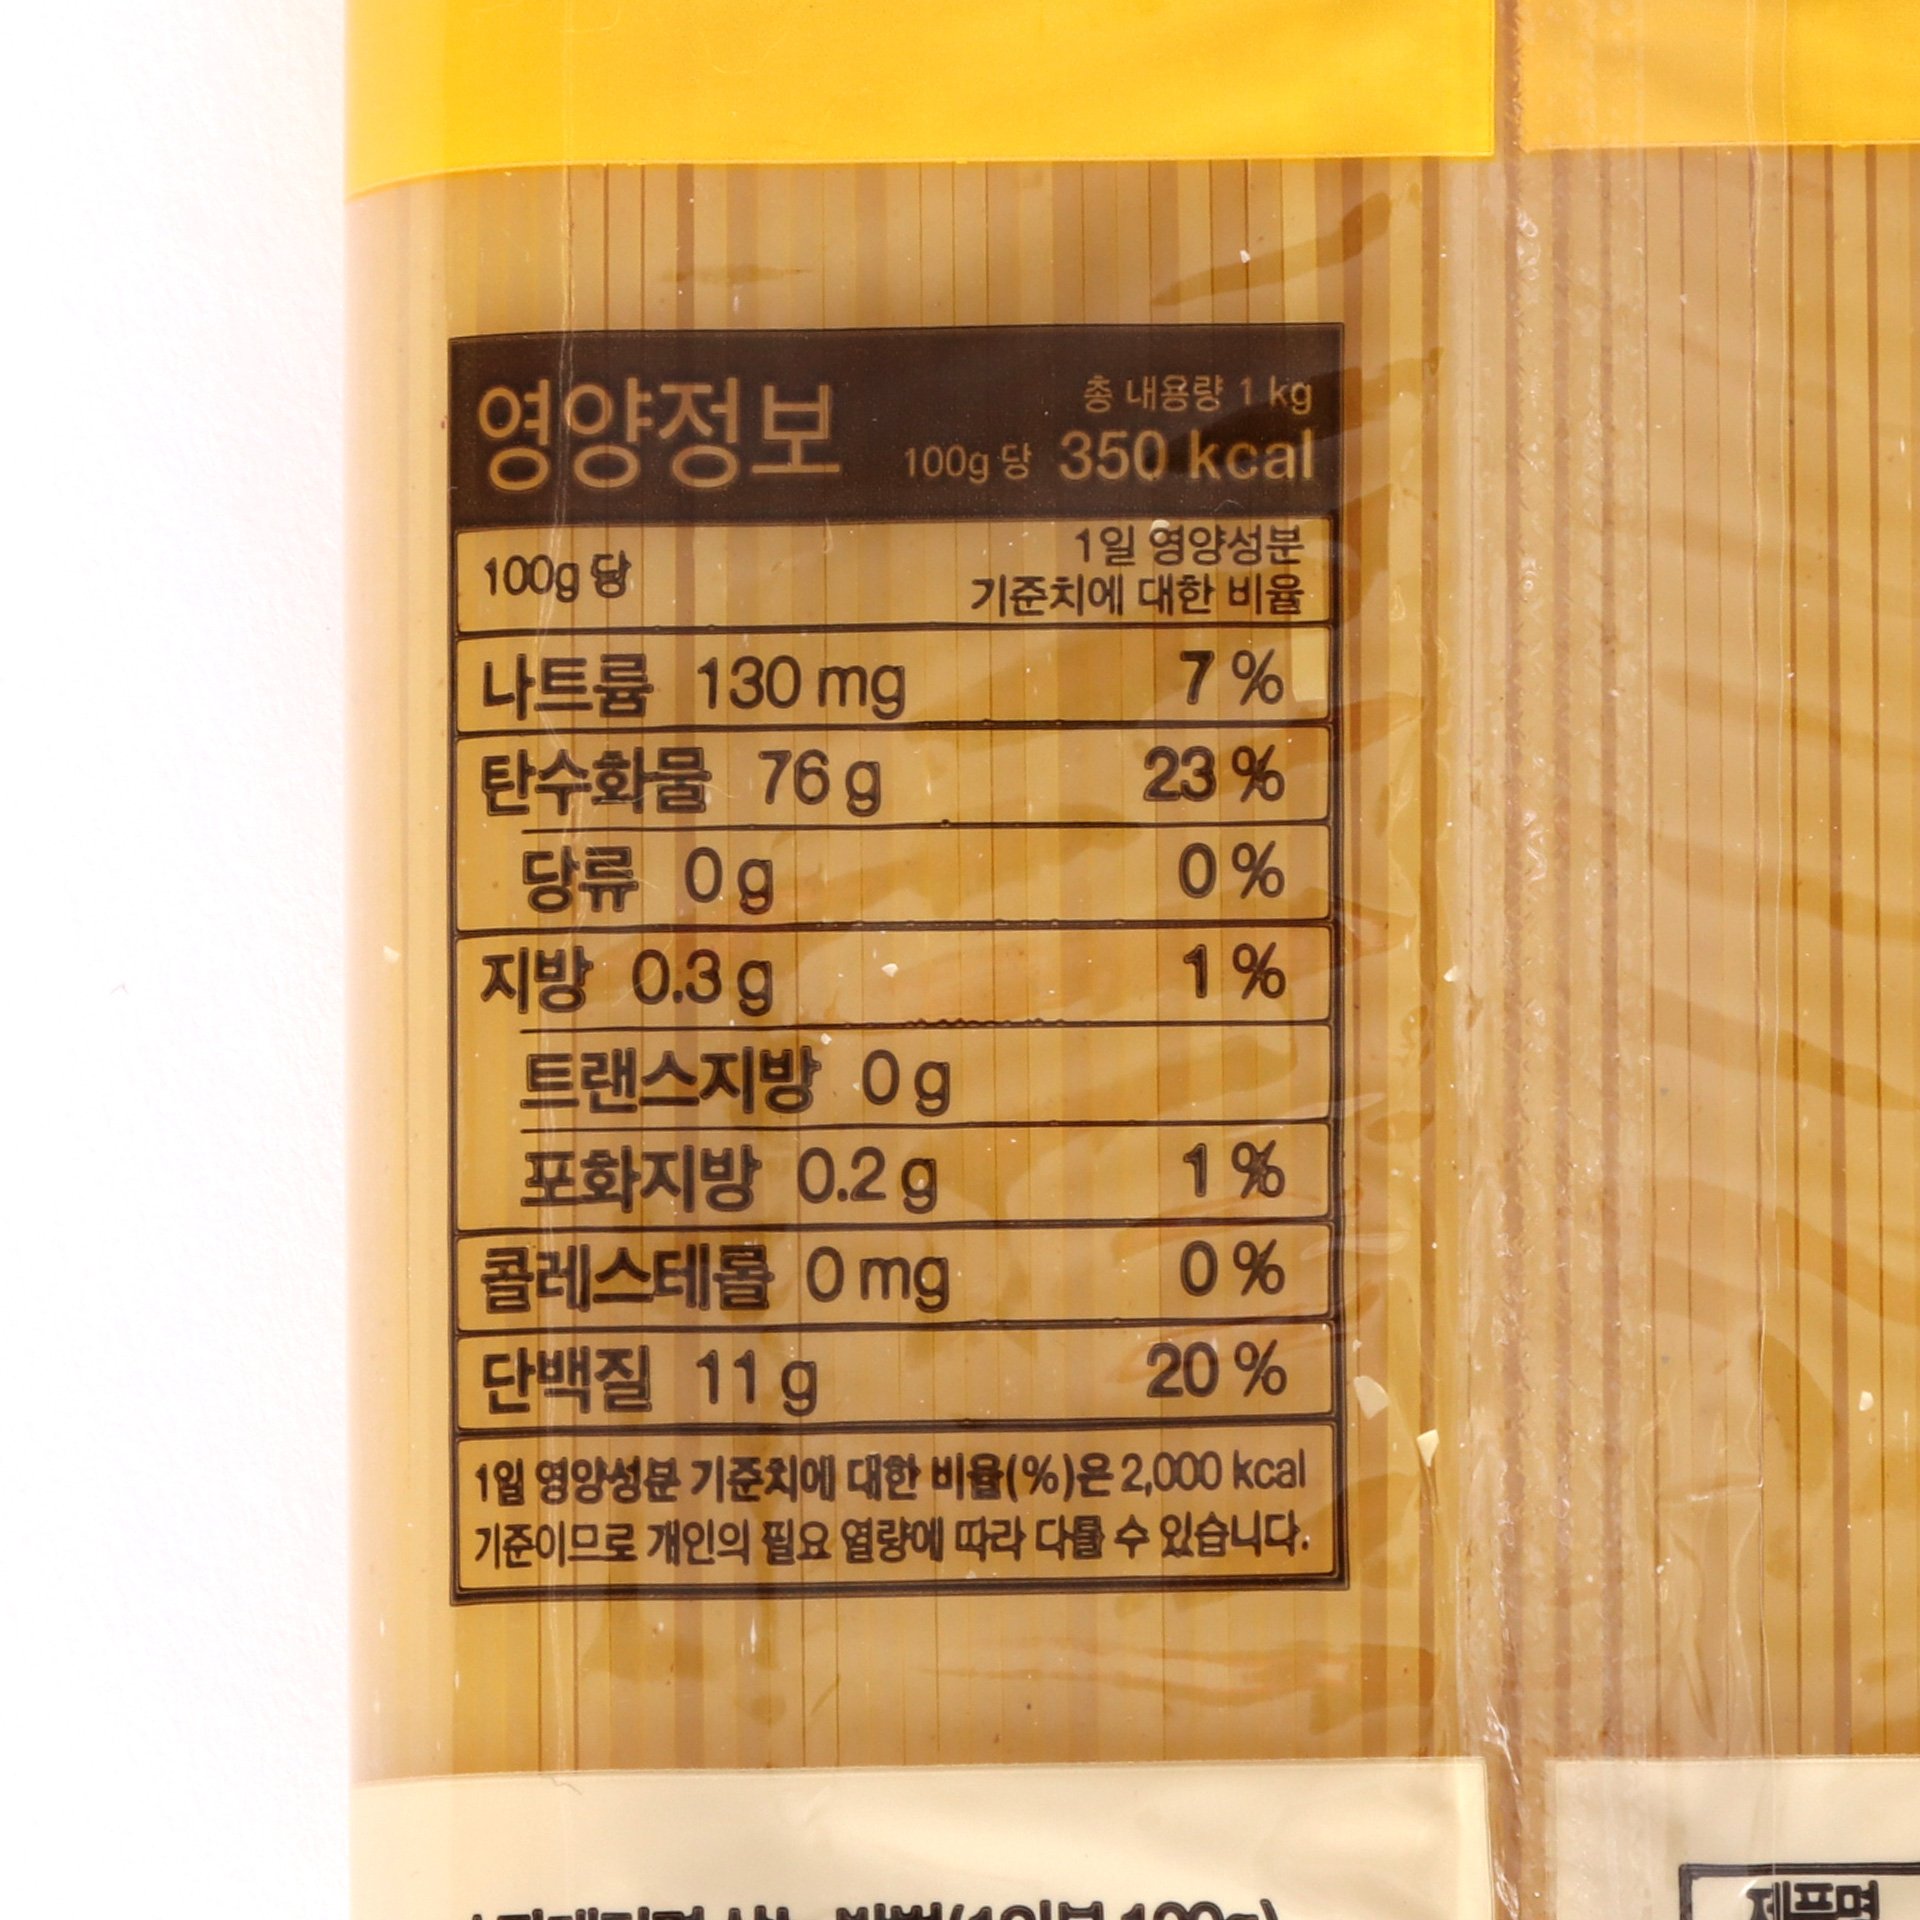 영양정보
총 내용량 1 kg
100g 당 350 kcal
100g 당
1일 영양성분
기준치에 대한 비율
나트륨 130 mg 7 %
탄수화물 76 g 23 %
당류 0 g 0 %
지방 0.3 g 1 %
트랜스지방 0 g
포화지방 0.2 g 1 %
콜레스테롤 0 mg 0 %
단백질 11 g 20 %
1일 영양성분 기준치에 대한 비율(%)은 2,000 kcal
기준이므로 개인의 필요 열량에 따라 다를 수 있습니다.
제품명